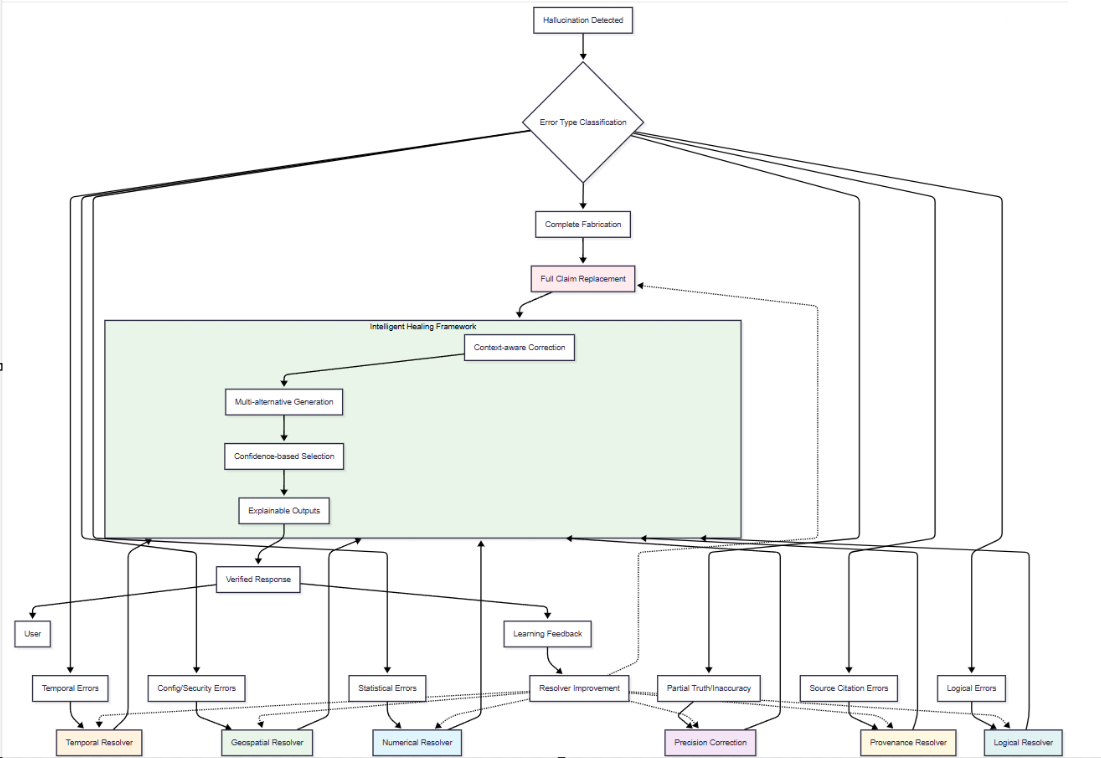 Hallucination Detected
Error Type Classification
Complete Fabrication
Full Claim Replacement
Intelligent Healing Framework
Context-aware Correction
Multi-alternative Generation
Confidence-based Selection
Explainable Outputs
Verified Response
User
Learning Feedback
Temporal Errors
Config/Security Errors
Statistical Errors
Resolver Improvement
Partial Truth/Inaccuracy
Source Citation Errors
Logical Errors
Temporal Resolver
Geospatial Resolver
Numerical Resolver
Precision Correction
Provenance Resolver
Logical Resolver